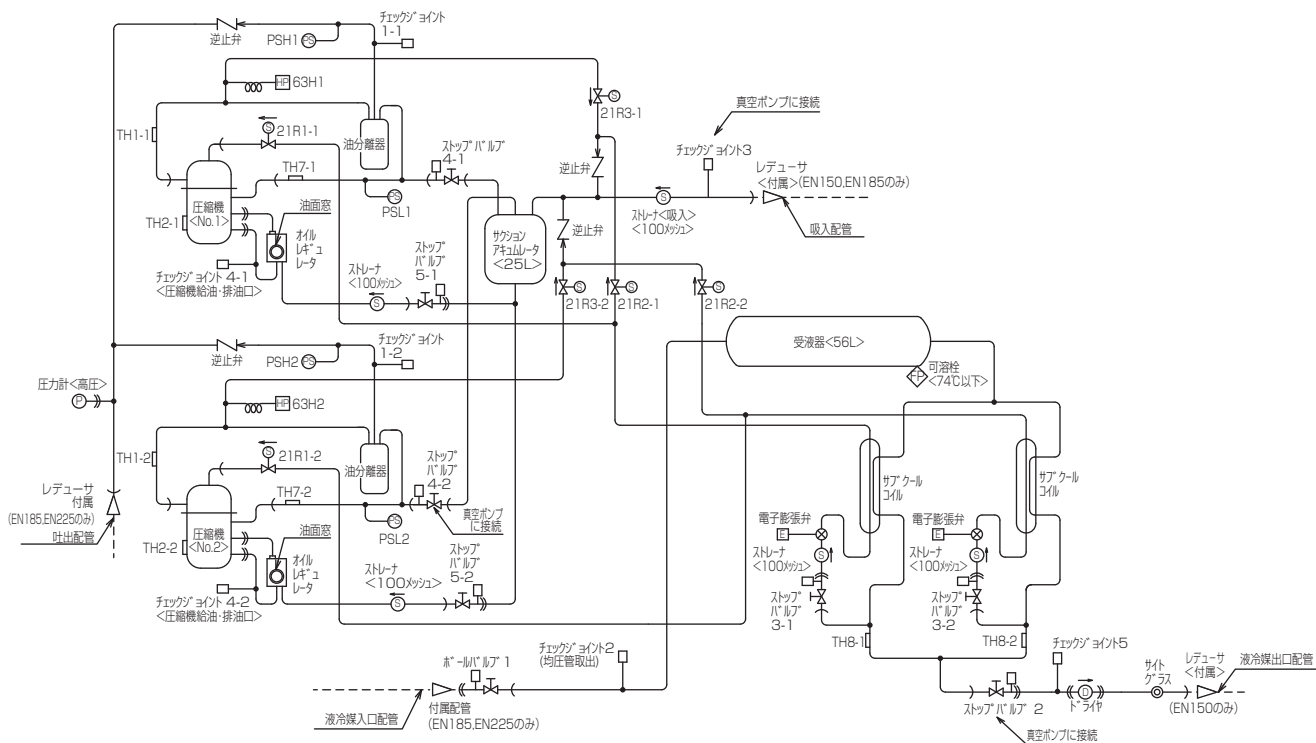 チェックジョイント
1-1
逆止弁
PSH1
PS
HP
63H1
S
21R3-1
真空ポンプに接続
TH1-1
S
21R1-1
油分離器
ストップバルブ
4-1
逆止弁
チェックジョイント3
レデューサ
<付属>(EN150,EN185のみ)
TH7-1
PS
PSL1
S
ストレーナ<吸入>
<100メッシュ>
吸入配管
圧縮機
<No.1>
油面窓
TH2-1
オイル
レギュ
レータ
サクション
アキュムレータ
<25L>
逆止弁
ストップ
バルブ
5-1
ストレーナ
<100メッシュ>
チェックジョイント4-1
<圧縮機給油・排油口>
S
S
21R3-2
S
21R2-1
S
21R2-2
チェックジョイント
1-2
逆止弁
PSH2
PS
受液器<56L>
FP
可溶栓
<74℃以下>
圧力計<高圧>
P
HP
63H2
TH1-2
S
21R1-2
油分離器
ストップ
バルブ
4-2
サブクール
コイル
サブクール
コイル
レデューサ
付属
(EN185,EN225のみ)
吐出配管
TH7-2
PS
PSL2
真空ポンプ
に接続
圧縮機
<No.2>
油面窓
TH2-2
オイル
レギュ
レータ
ストップ
バルブ
5-2
ストレーナ
<100メッシュ>
S
チェックジョイント4-2
<圧縮機給油・排油口>
電子膨張弁
E
ストレーナ
<100メッシュ>
S
ストップ
バルブ
3-1
電子膨張弁
E
ストレーナ
<100メッシュ>
S
ストップ
バルブ
3-2
TH8-1
TH8-2
チェックジョイント2
(均圧管取出)
ボールバルブ1
付属配管
(EN185,EN225のみ)
液冷媒入口配管
チェックジョイント5
サイト
グラス
レデューサ
<付属>
液冷媒出口配管
D
ドライヤ
(EN150のみ)
ストップバルブ2
真空ポンプに接続